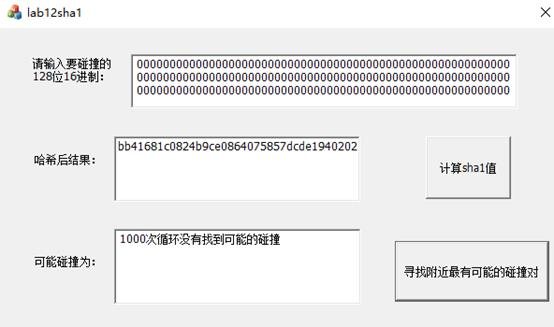 lab12sha1
请输入要碰撞的
128位16进制：
000000000000000000000000000000000000000000000000000000000
000000000000000000000000000000000000000000000000000000000
000000000000000000000000000000000000000000000000000000000
哈希后结果：
bb41681c0824b9ce0864075857dcde1940202
计算sha1值
可能碰撞为：
1000次循环没有找到可能的碰撞
寻找附近最有可能的碰撞对